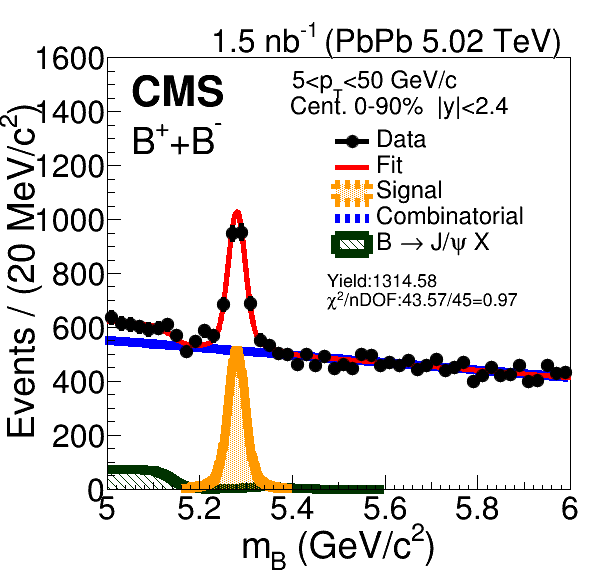 1.5 nb⁻¹ (PbPb 5.02 TeV)
CMS
B⁺+B⁻
5<p_T<50 GeV/c
Cent. 0-90% |y|<2.4
Data
Fit
Signal
Combinatorial
B → J/ψ X
Yield:1314.58
χ²/nDOF:43.57/45=0.97
Events / (20 MeV/c²)
1600
1400
1200
1000
800
600
400
200
0
5 5.2 5.4 5.6 5.8 6
m_B (GeV/c²)